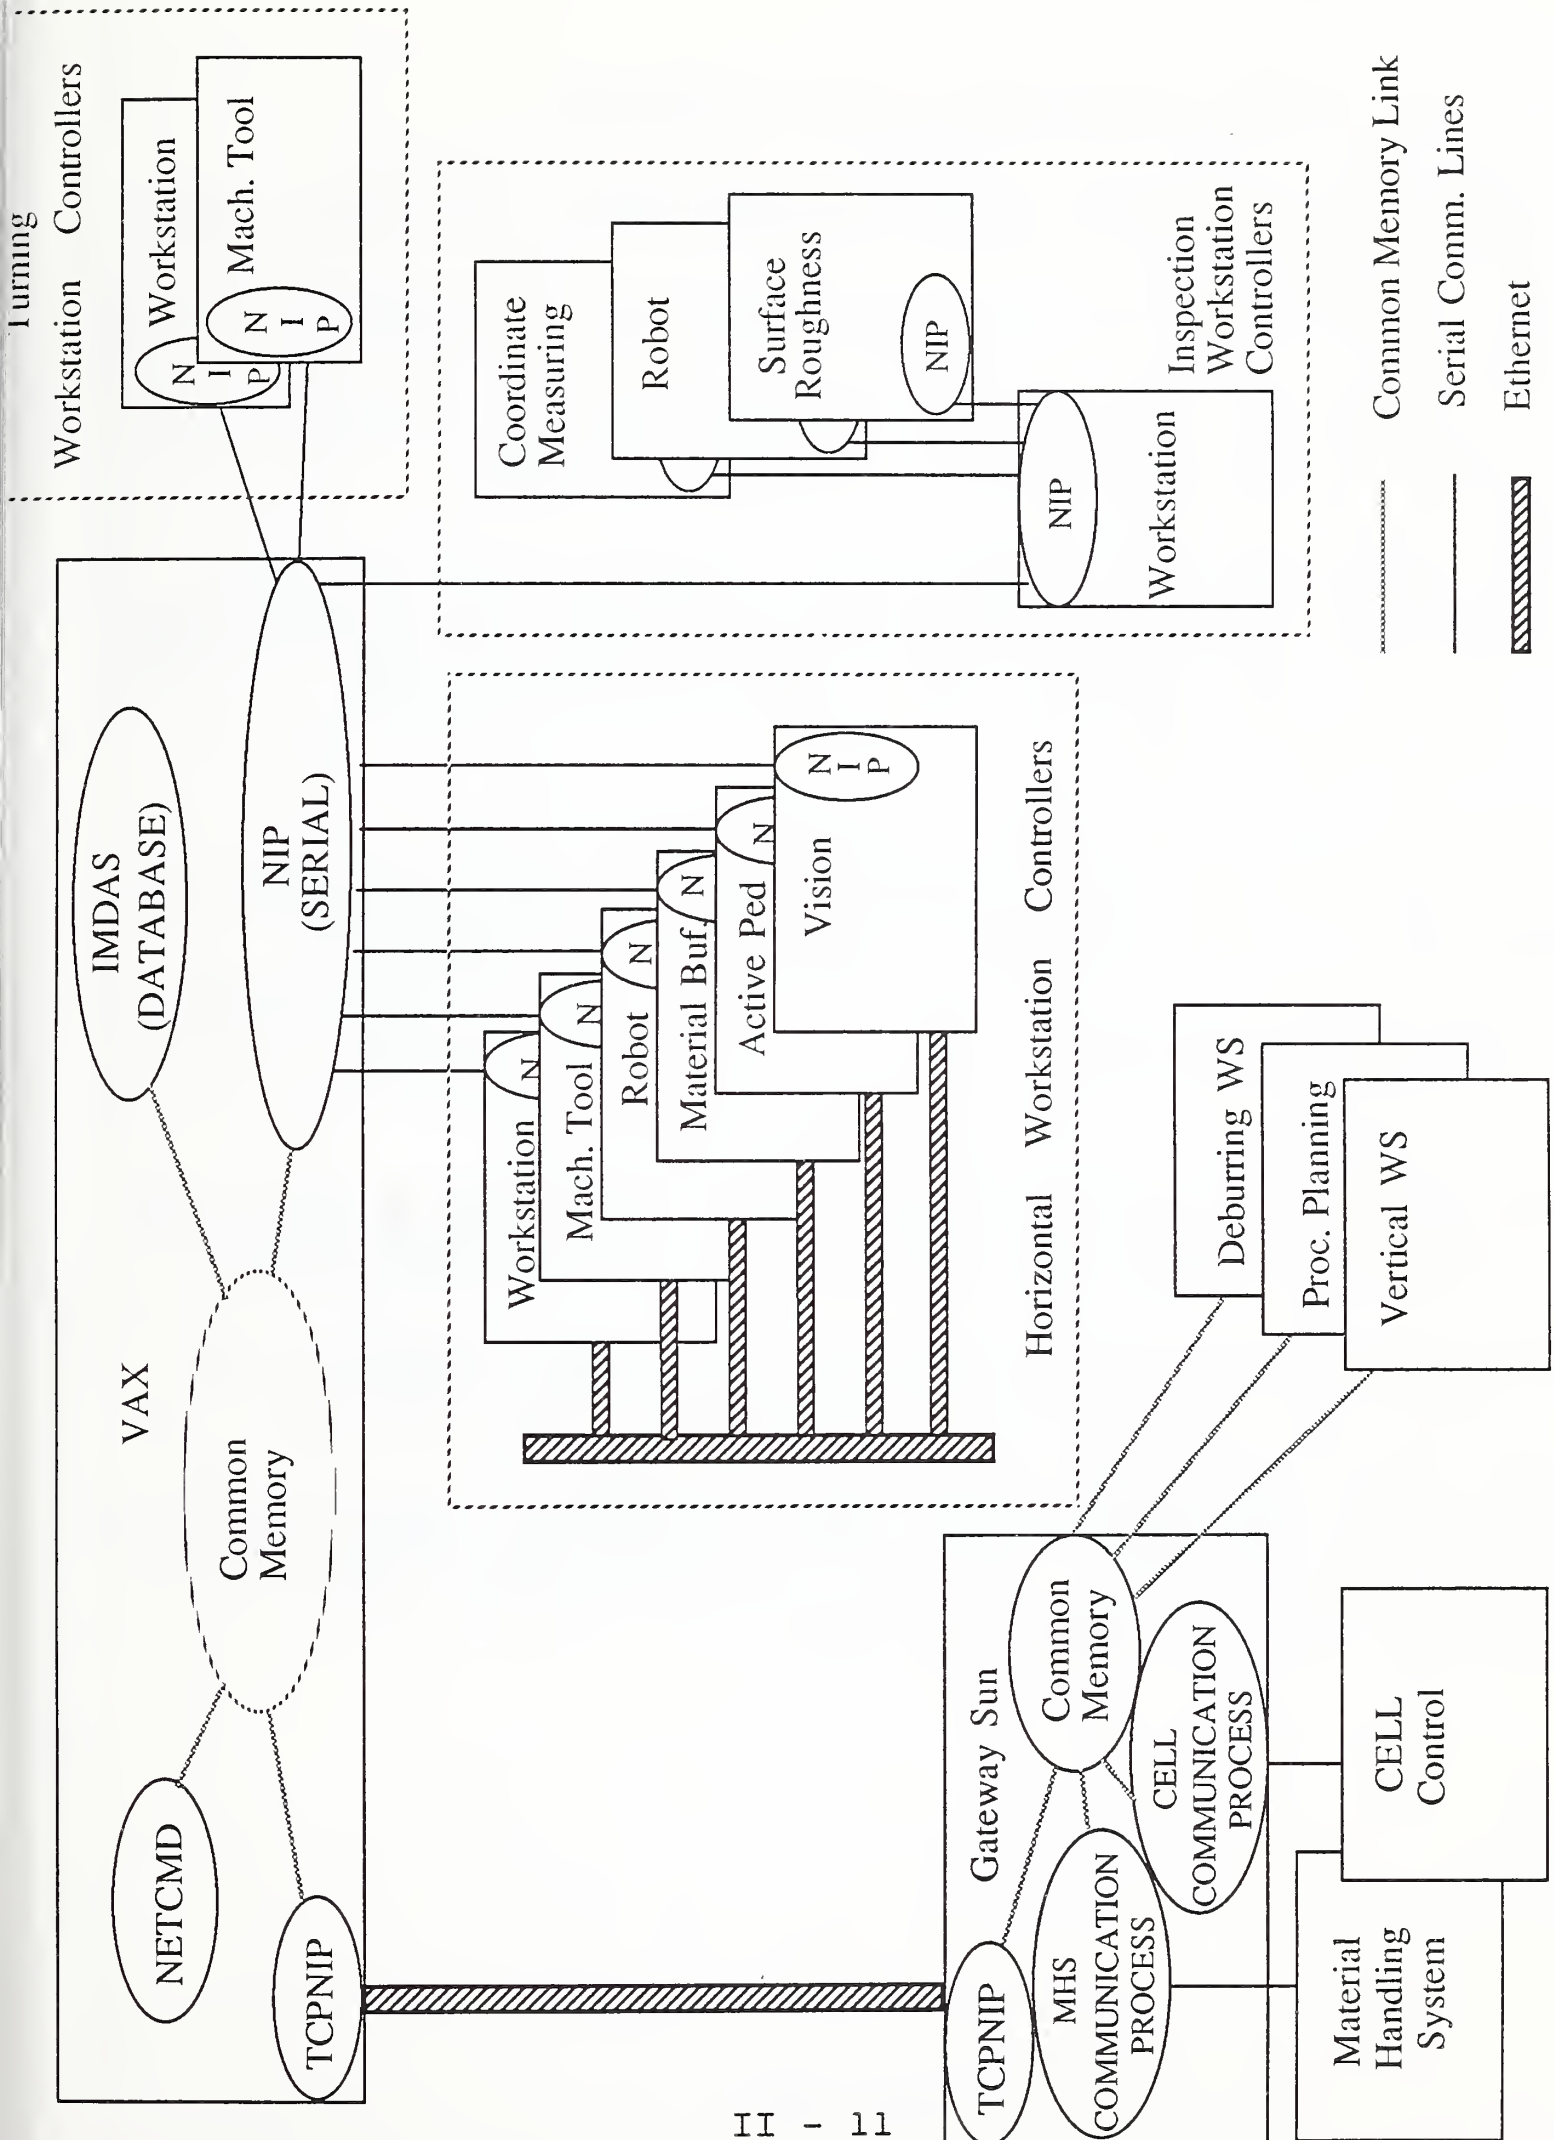 Turning
Workstation Controllers
Workstation
N
I
P
Mach. Tool
N
I
P
VAX
IMDAS
(DATABASE)
NIP
(SERIAL)
Common
Memory
NETCMD
TCPNIP
Coordinate
Measuring
Robot
Surface
Roughness
NIP
NIP
Workstation
Inspection
Workstation
Controllers
Workstation
N
Mach. Tool
N
Robot
N
Material Buf
N
Active Ped
N
Vision
N
I
P
Horizontal Workstation Controllers
Gateway Sun
Common
Memory
TCPNIP
MHS
COMMUNICATION
PROCESS
CELL
COMMUNICATION
PROCESS
Deburring WS
Proc. Planning
Vertical WS
Material
Handling
System
CELL
Control
Common Memory Link
Serial Comm. Lines
Ethernet
II - 11